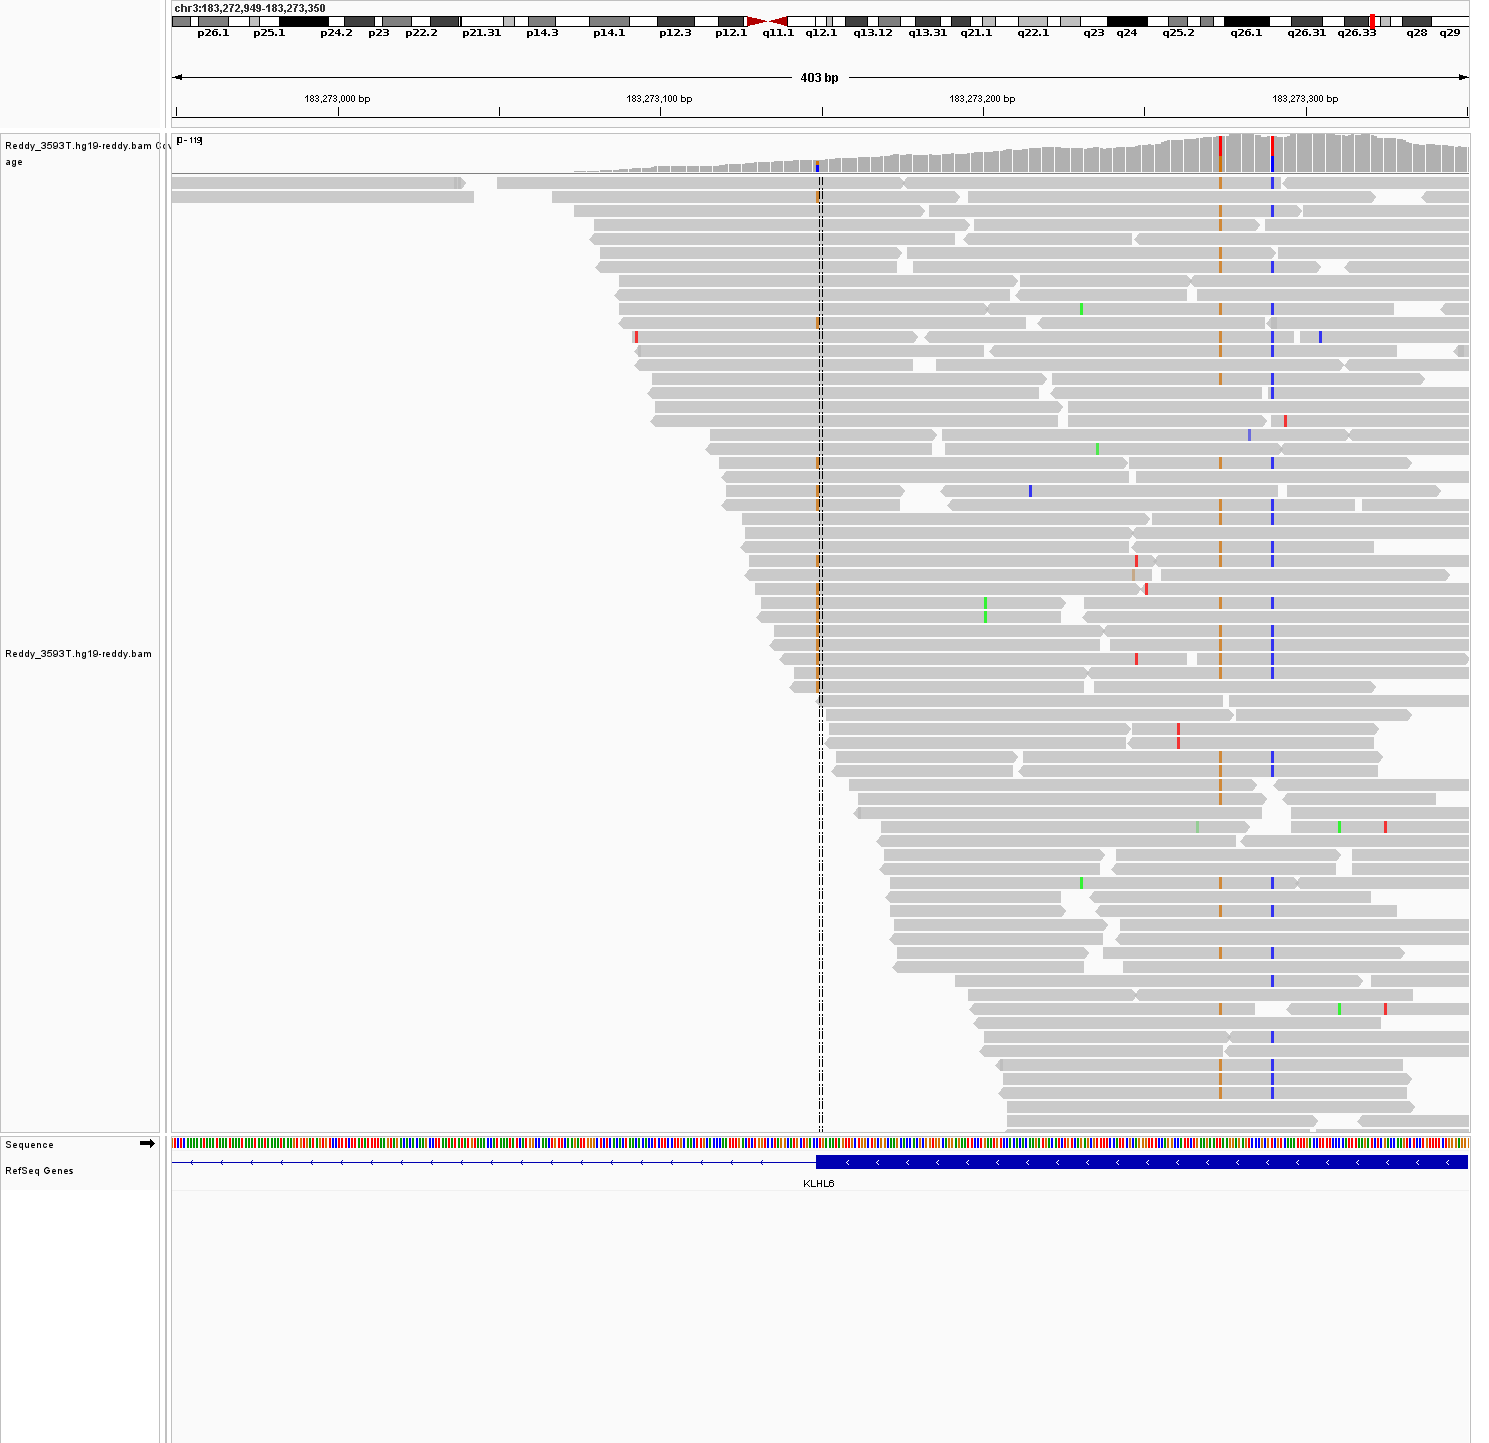 chr3:183,272,949-183,273,350
p26.1 p25.1 p24.2 p23 p22.2 p21.31 p14.3 p14.1 p12.3 p12.1 q11.1 q12.1 q13.12 q13.31 q21.1 q22.1 q23 q24 q25.2 q26.1 q26.31 q26.33 q28 q29
403 bp
183,273,000 bp 183,273,100 bp 183,273,200 bp 183,273,300 bp
[0 - 119]
Reddy_3593T.hg19-reddy.bam Cov
age
Reddy_3593T.hg19-reddy.bam
Sequence
RefSeq Genes
KLHL6